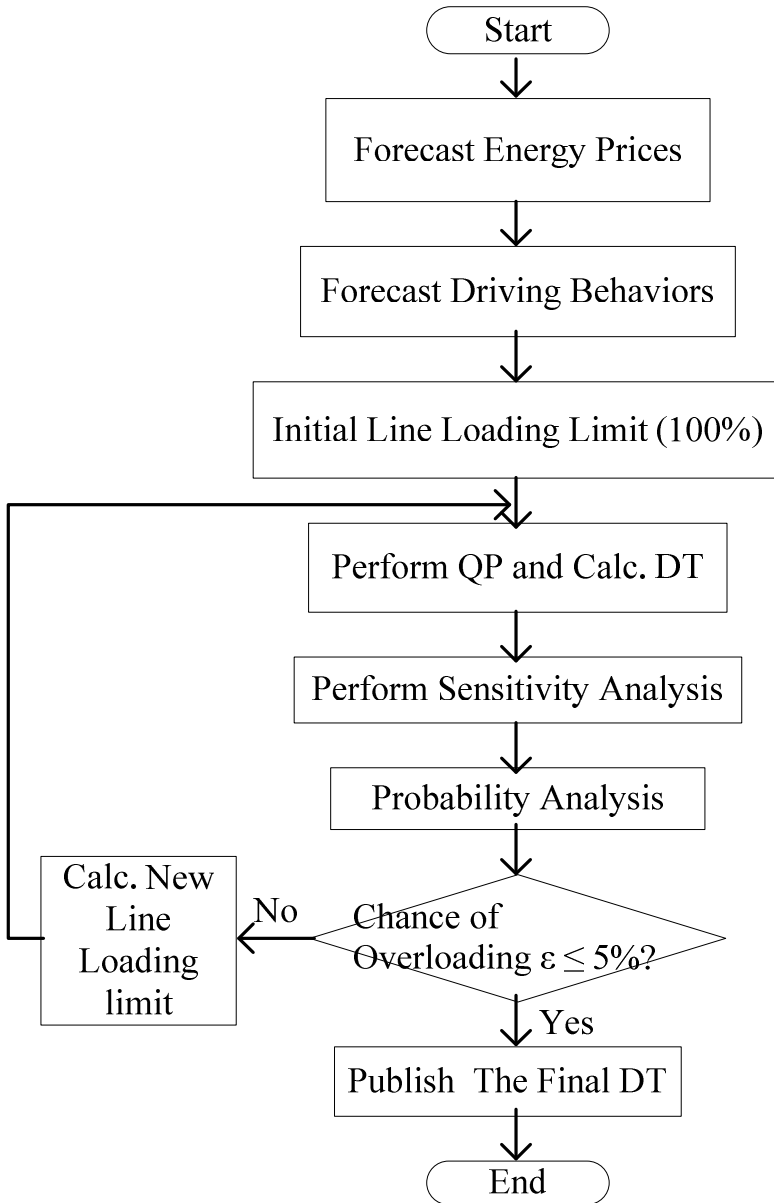 Start
Forecast Energy Prices
Forecast Driving Behaviors
Initial Line Loading Limit (100%)
Perform QP and Calc. DT
Perform Sensitivity Analysis
Probability Analysis
Calc. New
Line
Loading
limit
No
Chance of
Overloading ε ≤ 5%?
Yes
Publish The Final DT
End